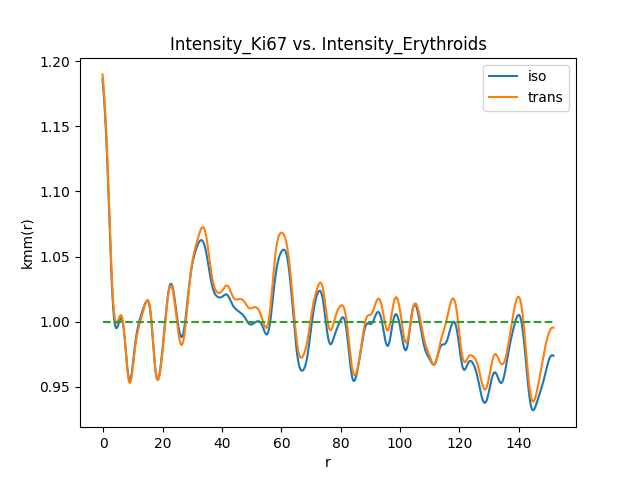 Intensity_Ki67 vs. Intensity_Erythroids
iso
trans
kmm(r)
1.20
1.15
1.10
1.05
1.00
0.95
0 20 40 60 80 100 120 140
r